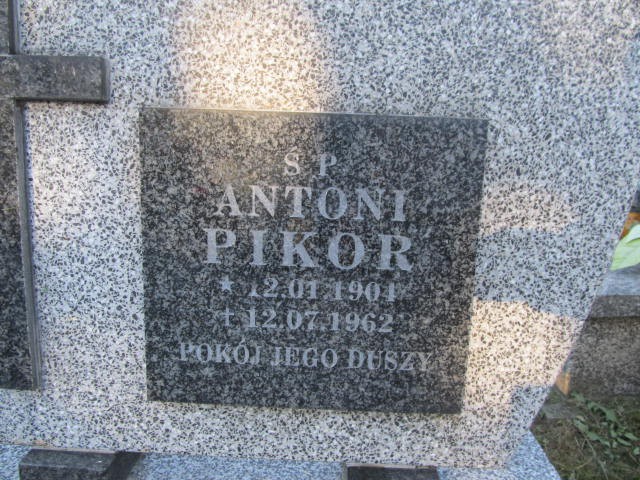 Ś P
ANTONI
PIKOR
* 12.01.1901
+ 12.07.1962
POKÓJ JEGO DUSZY